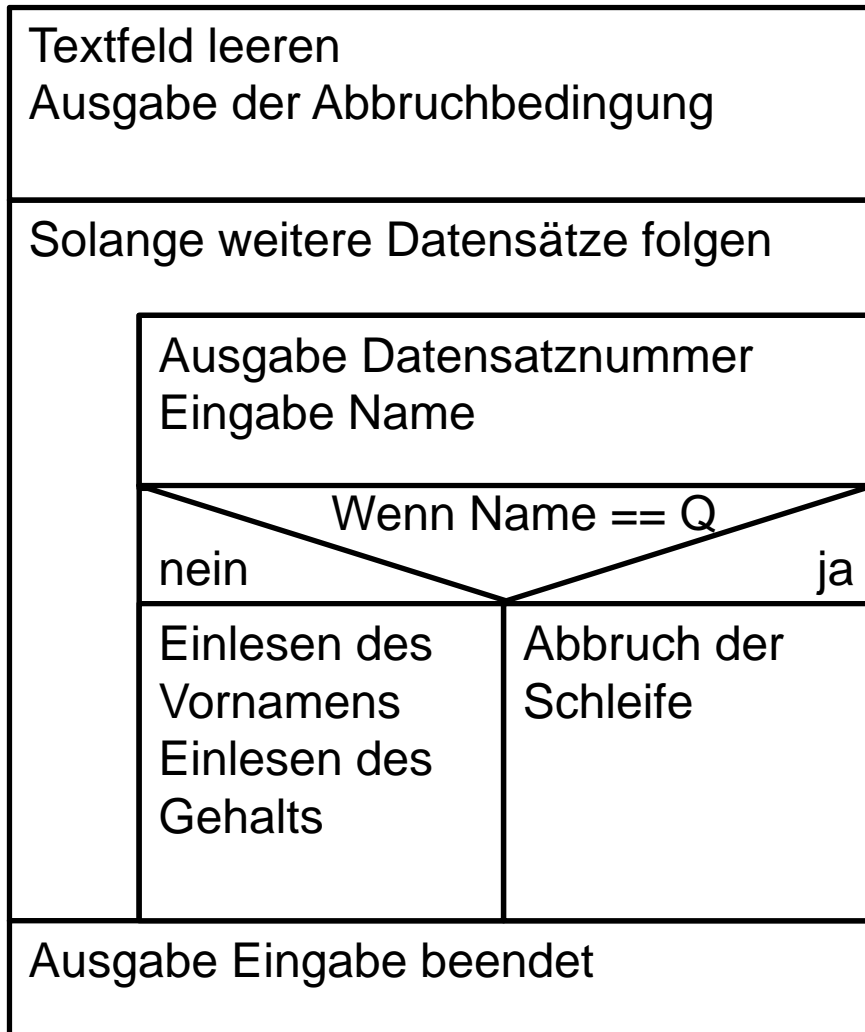 Textfeld leeren
Ausgabe der Abbruchbedingung
Solange weitere Datensätze folgen
Ausgabe Datensatznummer
Eingabe Name
Wenn Name == Q
nein
ja
Einlesen des
Vornamens
Einlesen des
Gehalts
Abbruch der
Schleife
Ausgabe Eingabe beendet